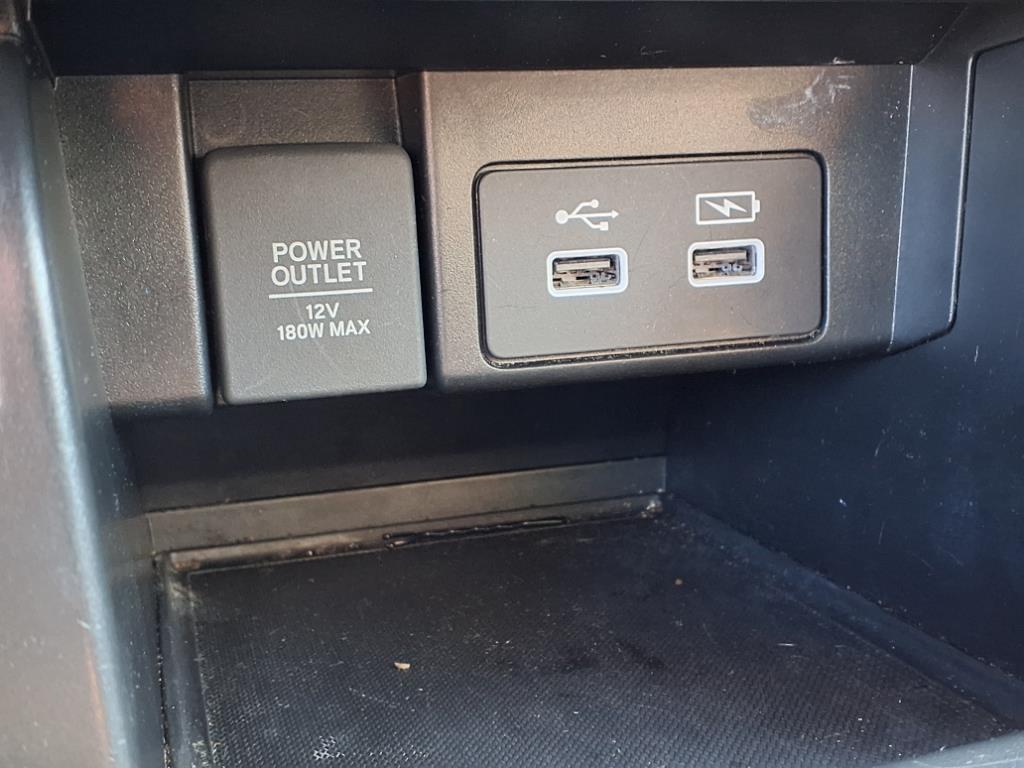 POWER
OUTLET
12V
180W MAX